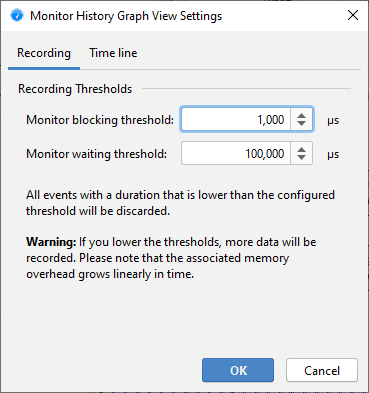 Monitor History Graph View Settings
Recording Time line
Recording Thresholds
Monitor blocking threshold: 1,000 µs
Monitor waiting threshold: 100,000 µs
All events with a duration that is lower than the configured
threshold will be discarded.
Warning: If you lower the thresholds, more data will be
recorded. Please note that the associated memory
overhead grows linearly in time.
OK Cancel